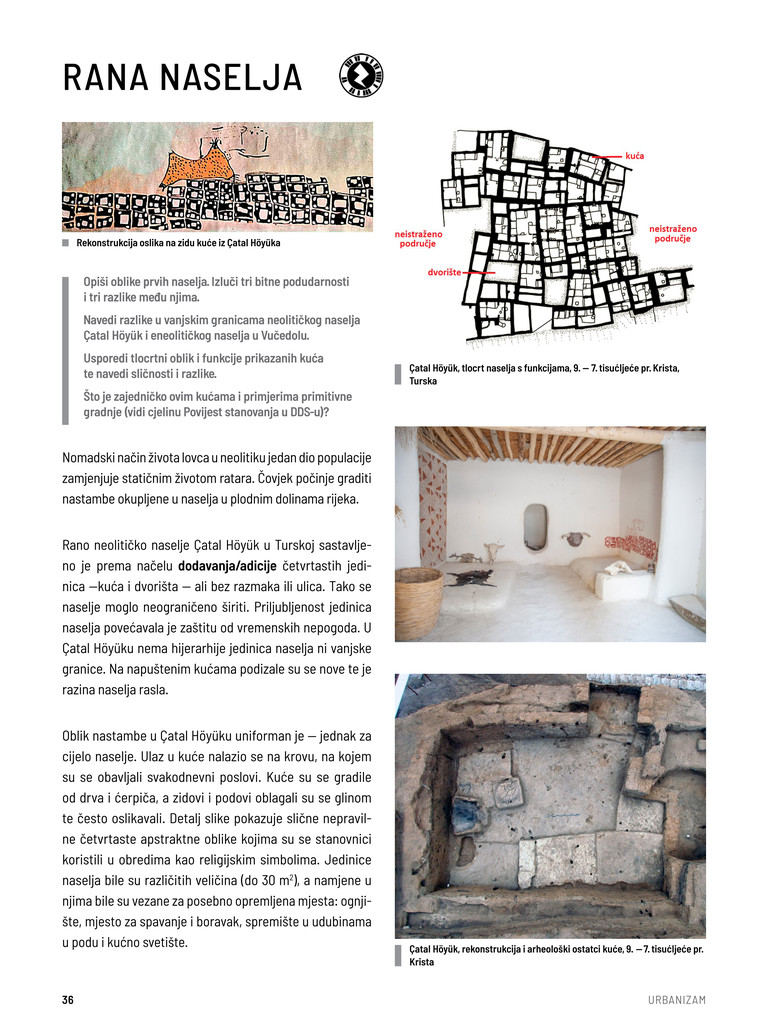 RANA NASELJA
Rekonstrukcija oslika na zidu kuće iz Çatal Höyüka
Opiši oblike prvih naselja. Izluči tri bitne podudarnosti
i tri razlike među njima.
Navedi razlike u vanjskim granicama neolitičkog naselja
Çatal Höyük i eneolitičkog naselja u Vučedolu.
Usporedi tlocrtni oblik i funkcije prikazanih kuća
te navedi sličnosti i razlike.
Što je zajedničko ovim kućama i primjerima primitivne
gradnje (vidi cjelinu Povijest stanovanja u DDS-u)?
Nomadski način života lovca u neolitiku jedan dio populacije
zamjenjuje statičnim životom ratara. Čovjek počinje graditi
nastambe okupljene u naselja u plodnim dolinama rijeka.
Rano neolitičko naselje Çatal Höyük u Turskoj sastavlje-
no je prema načelu dodavanja/adicije četvrtastih jedi-
nica —kuća i dvorišta — ali bez razmaka ili ulica. Tako se
naselje moglo neograničeno širiti. Priljubljenost jedinica
naselja povećavala je zaštitu od vremenskih nepogoda. U
Çatal Höyüku nema hijerarhije jedinica naselja ni vanjske
granice. Na napuštenim kućama podizale su se nove te je
razina naselja rasla.
Oblik nastambe u Çatal Höyüku uniforman je — jednak za
cijelo naselje. Ulaz u kuće nalazio se na krovu, na kojem
su se obavljali svakodnevni poslovi. Kuće su se gradile
od drva i ćerpiča, a zidovi i podovi oblagali su se glinom
te često oslikavali. Detalj slike pokazuje slične nepravil-
ne četvrtaste apstraktne oblike kojima su se stanovnici
koristili u obredima kao religijskim simbolima. Jedinice
naselja bile su različitih veličina (do 30 m²), a namjene u
njima bile su vezane za posebno opremljena mjesta: ognji-
šte, mjesto za spavanje i boravak, spremište u udubinama
u podu i kućno svetište.
kuća
neistraženo
područje
neistraženo
područje
dvorište
Çatal Höyük, tlocrt naselja s funkcijama, 9. — 7. tisućljeće pr. Krista,
Turska
Çatal Höyük, rekonstrukcija i arheološki ostatci kuće, 9. —7. tisućljeće pr.
Krista
36
URBANIZAM